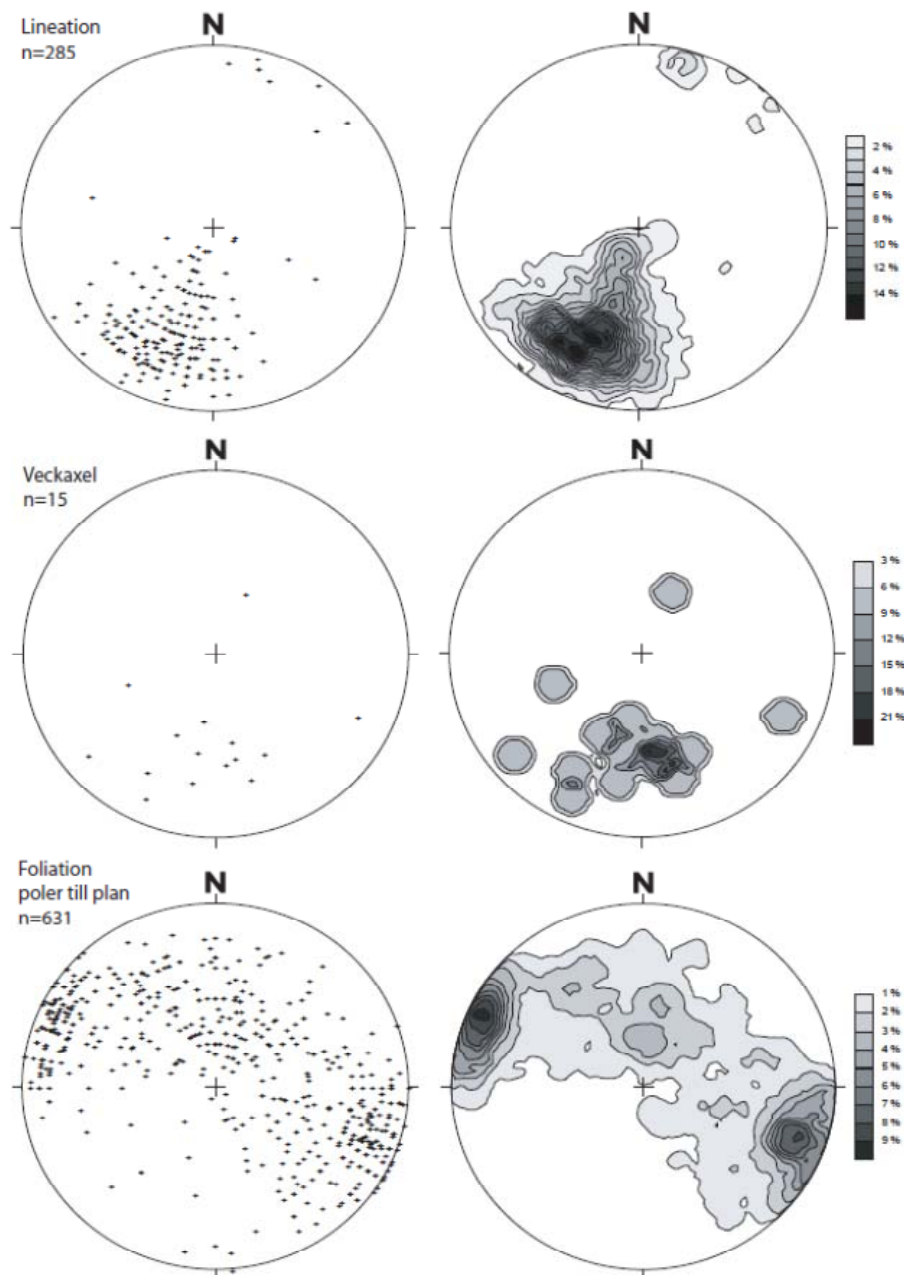 Lineation
n=285
N
N
2 %
4 %
6 %
8 %
10 %
12 %
14 %
Veckaxel
n=15
N
N
3 %
6 %
9 %
12 %
15 %
18 %
21 %
Foliation
poler till plan
n=631
N
N
1 %
2 %
3 %
4 %
5 %
6 %
7 %
8 %
9 %